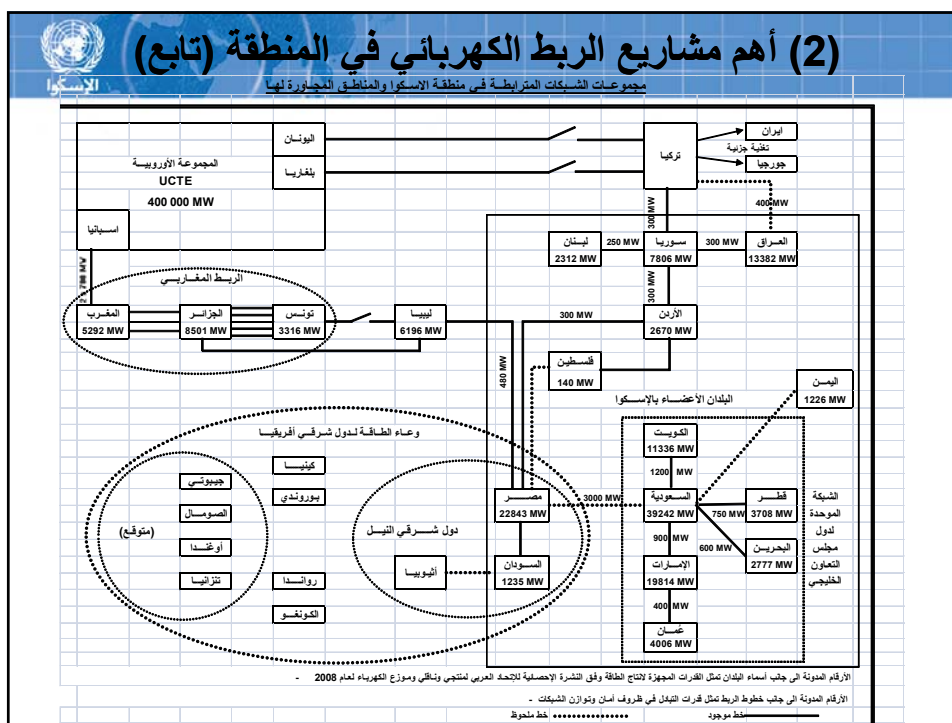 (2) أهم مشاريع الربط الكهربائي في المنطقة (تابع)
الإسكوا
مجموعات الشبكات المترابطة في منطقة الاسكوا والمناطق المجاورة لها
اليونان
ايران
تغذية جزئية
تركيا
المجموعة الأوروبية
UCTE
400 000 MW
بلغاريا
جورجيا
400 MW
300 MW
اسبانيا
لبنان
2312 MW
250 MW
سوريا
7806 MW
300 MW
العراق
13382 MW
300 MW
الربط المغاربي
المغرب
5292 MW
الجزائر
8501 MW
تونس
3316 MW
ليبيا
6196 MW
300 MW
الأردن
2670 MW
480 MW
فلسطين
140 MW
البلدان الأعضاء بالإسكوا
اليمن
1226 MW
وعاء الطاقة لدول شرقي أفريقيا
الكويت
11336 MW
1200 MW
كينيا
جيبوتي
بوروندي
مصر
22843 MW
3000 MW
السعودية
39242 MW
قطر
3708 MW
750 MW
الشبكة
الموحدة
لدول
مجلس
التعاون
الخليجي
الصومال
(متوقع)
دول شرقي النيل
900 MW
600 MW
البحرين
2777 MW
أوغندا
السودان
1235 MW
أثيوبيا
الإمارات
19814 MW
تنزانيا
رواندا
400 MW
الكونغو
عُمان
4006 MW
الأرقام المدونة الى جانب أسماء البلدان تمثل القدرات المجهزة لانتاج الطاقة وفق النشرة الإحصائية للإتحاد العربي لمنتجي وناقلي وموزع الكهرباء لعام 2008 -
الأرقام المدونة الى جانب خطوط الربط تمثل قدرات التبادل في ظروف أمان وتوازن الشبكات -
خط موجود
خط ملحوظ